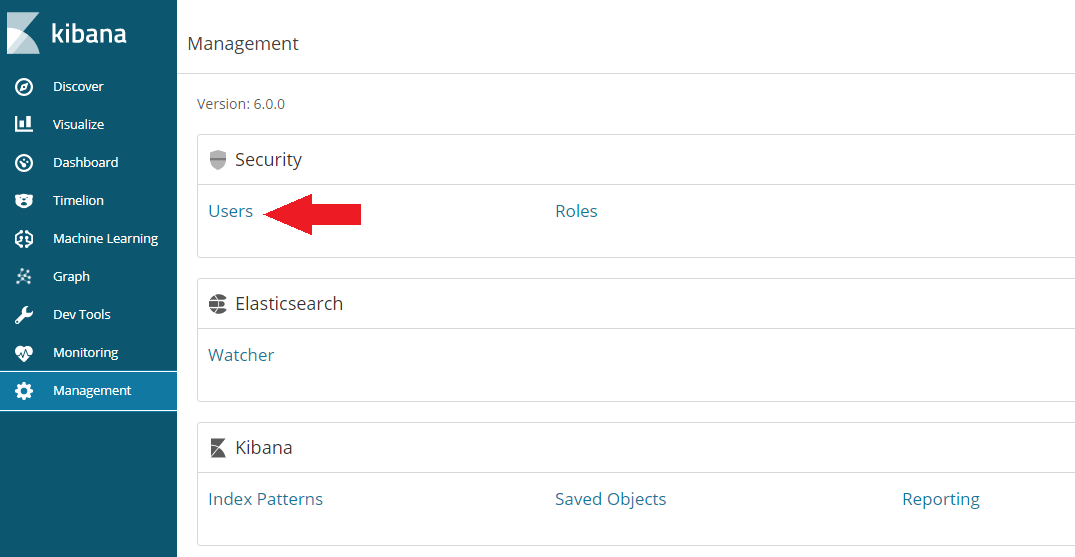 kibana
Discover
Visualize
Dashboard
Timelion
Machine Learning
Graph
Dev Tools
Monitoring
Management
Management
Version: 6.0.0
Security
Users Roles
Elasticsearch
Watcher
Kibana
Index Patterns Saved Objects Reporting